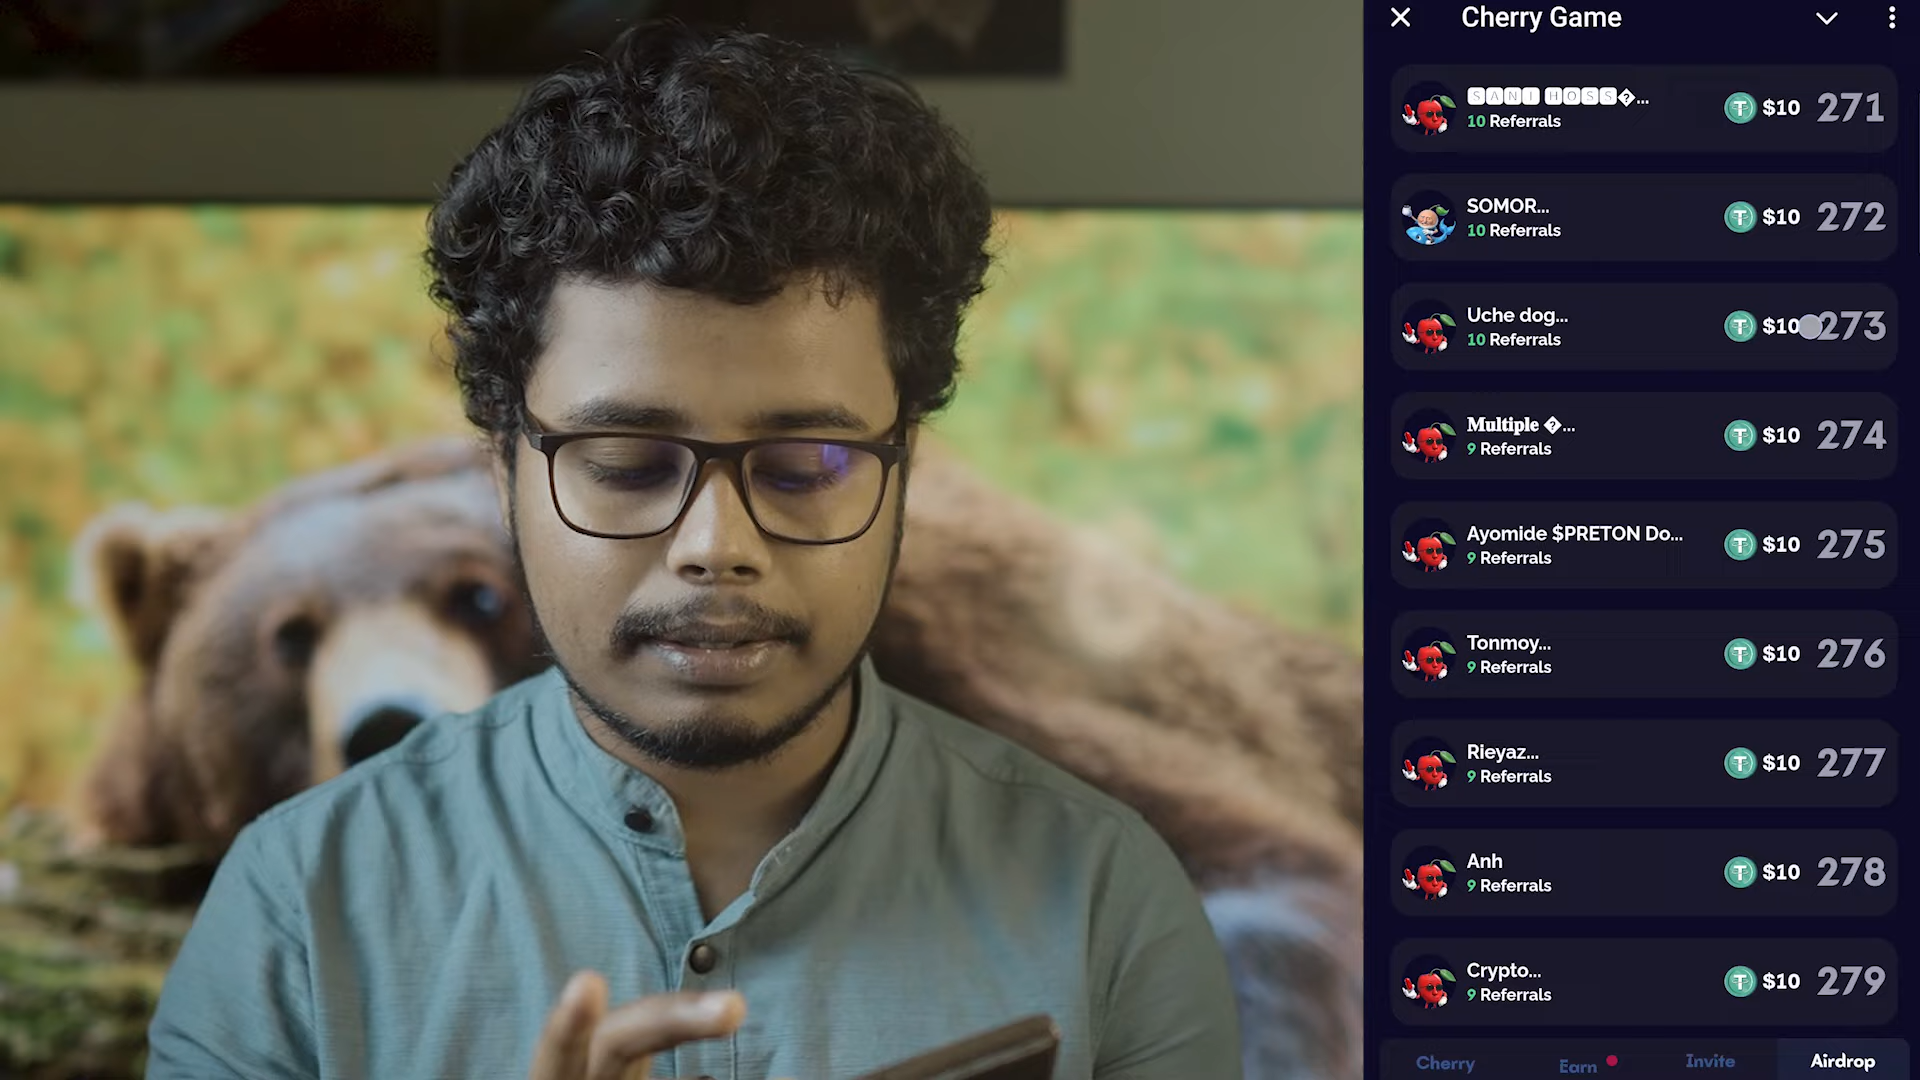 Cherry Game
🆂🅰🅽🅸 🅷🅾🆂🆂�...
10 Referrals
$10
271
SOMOR...
10 Referrals
$10
272
Uche dog...
10 Referrals
$10
273
𝐌𝐮𝐥𝐭𝐢𝐩𝐥𝐞 �...
9 Referrals
$10
274
Ayomide $PRETON Do...
9 Referrals
$10
275
Tonmoy...
9 Referrals
$10
276
Rieyaz...
9 Referrals
$10
277
Anh
9 Referrals
$10
278
Crypto...
9 Referrals
$10
279
Cherry
Earn
Invite
Airdrop